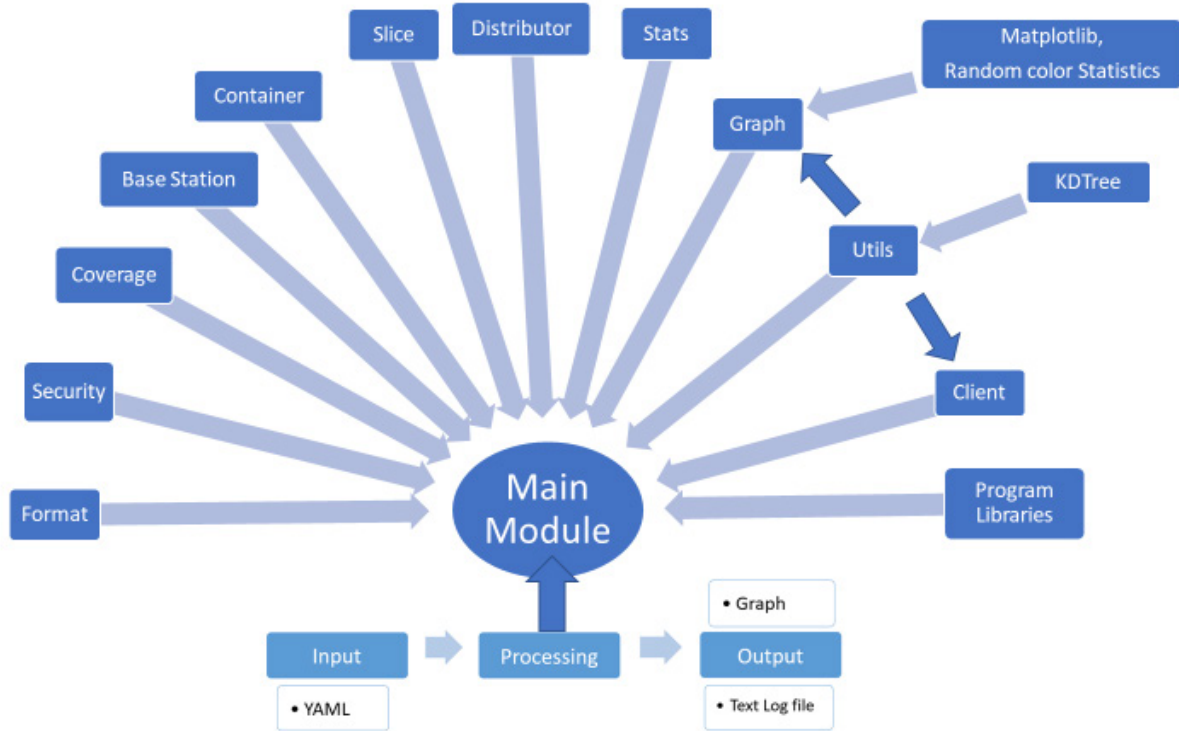 Slice
Distributor
Stats
Matplotlib,
Random color Statistics
Container
Graph
Base Station
KDTree
Utils
Coverage
Security
Client
Main
Module
Format
Program
Libraries
• Graph
Input
Processing
Output
• YAML
• Text Log file